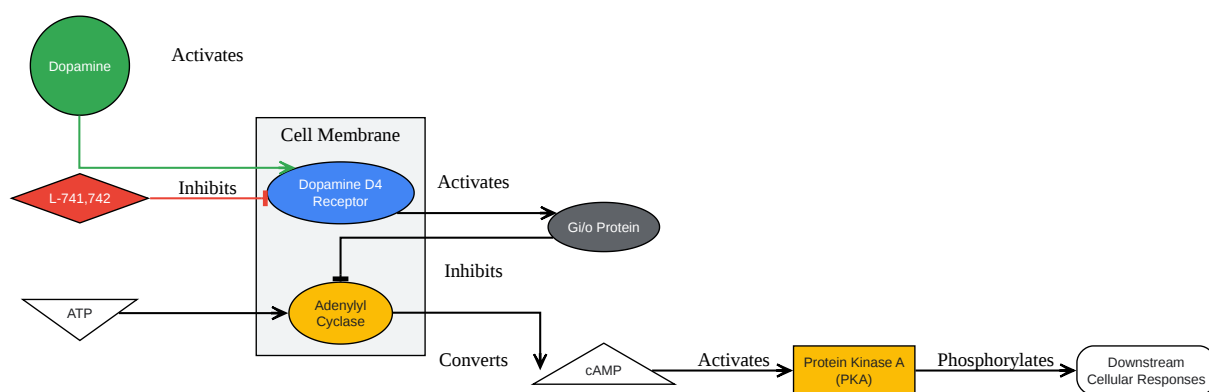 Dopamine
Activates
Cell Membrane
L-741,742
Inhibits
Dopamine D4
Receptor
Activates
Gi/o Protein
Inhibits
ATP
Adenylyl
Cyclase
Converts
cAMP
Activates
Protein Kinase A
(PKA)
Phosphorylates
Downstream
Cellular Responses